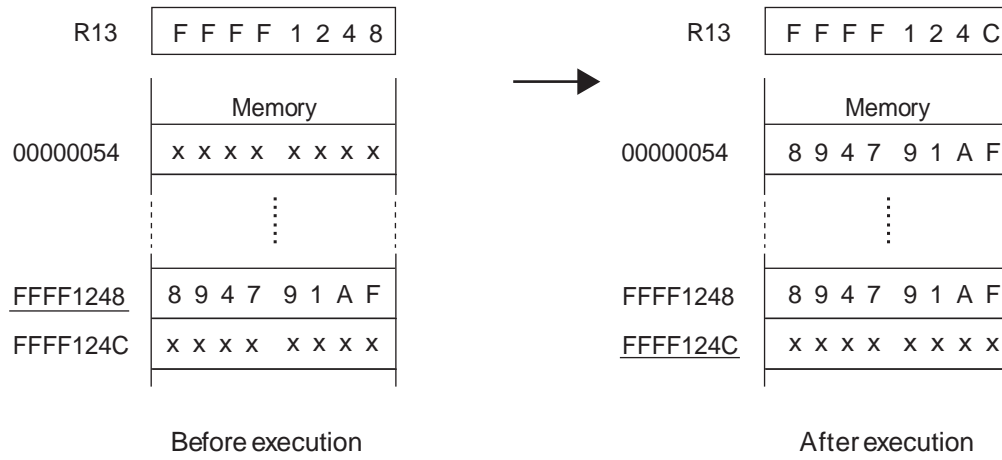 R13 F F F F 1 2 4 8
Memory
00000054 x x x x x x x x
FFFF1248 8 9 4 7 9 1 A F
FFFF124C x x x x x x x x
Before execution
R13 F F F F 1 2 4 C
Memory
00000054 8 9 4 7 9 1 A F
FFFF1248 8 9 4 7 9 1 A F
FFFF124C x x x x x x x x
After execution